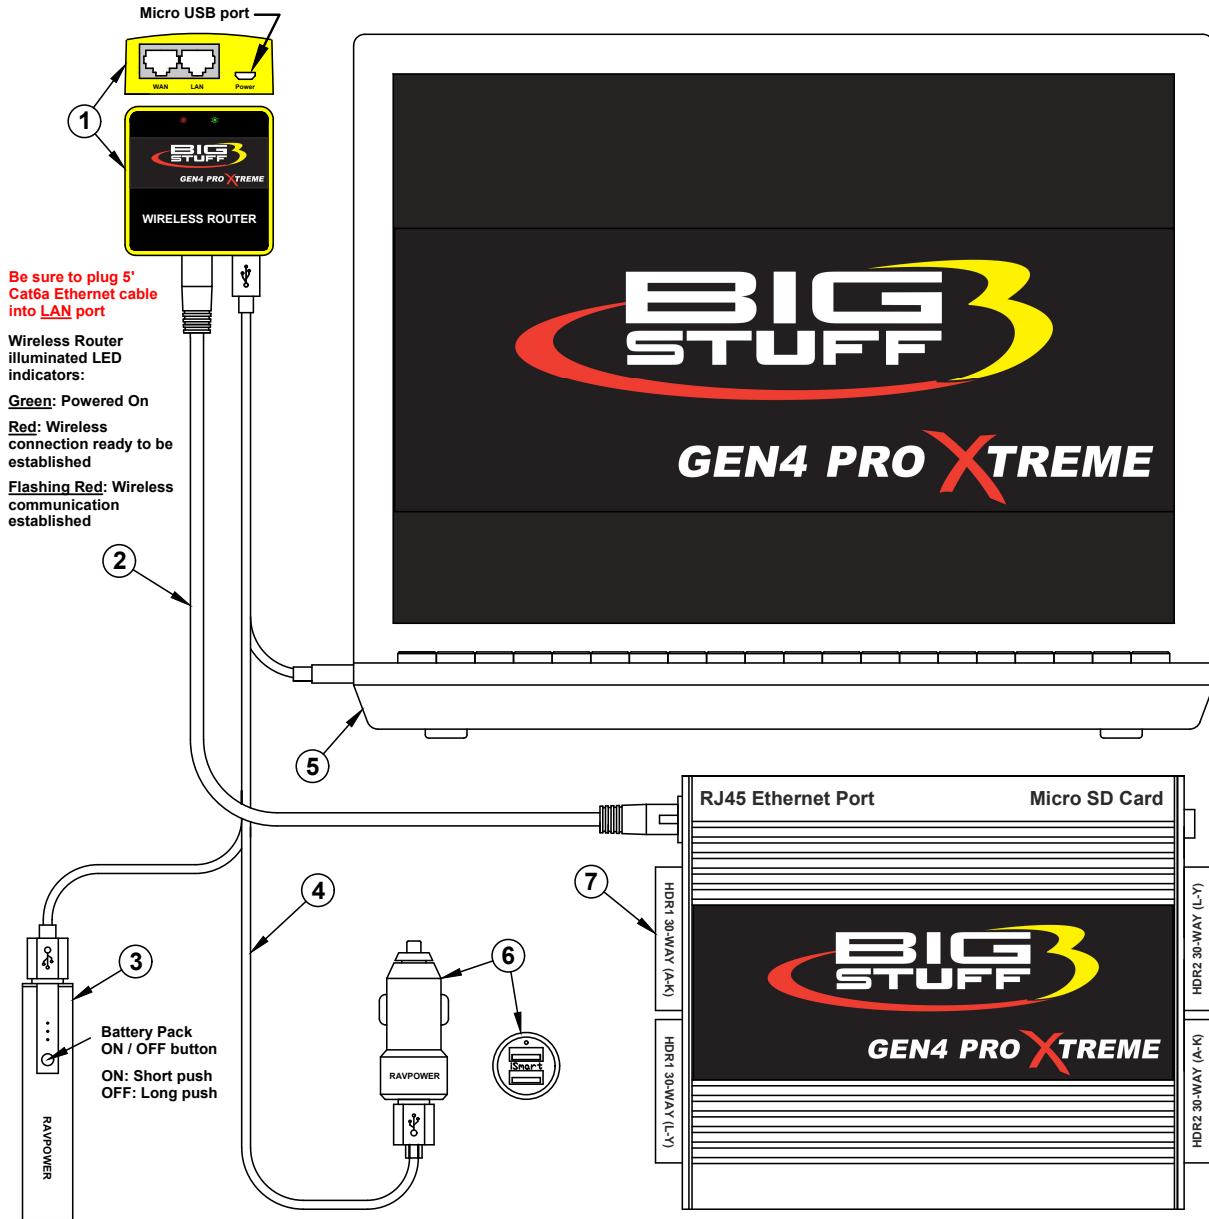 Micro USB port
WAN LAN Power
1
BIG 3
STUFF
GEN4 PRO XTREME
WIRELESS ROUTER
Be sure to plug 5'
Cat6a Ethernet cable
into LAN port
Wireless Router
illuminated LED
indicators:
Green: Powered On
Red: Wireless
connection ready to be
established
Flashing Red: Wireless
communication
established
BIG 3
STUFF
GEN4 PRO XTREME
2
5
RJ45 Ethernet Port
Micro SD Card
7
4
HDR1 30-WAY (A-K)
HDR1 30-WAY (L-Y)
HDR2 30-WAY (L-Y)
HDR2 30-WAY (A-K)
BIG 3
STUFF
GEN4 PRO XTREME
3
Battery Pack
ON / OFF button
ON: Short push
OFF: Long push
RAVPOWER
6
RAVPOWER
Smart